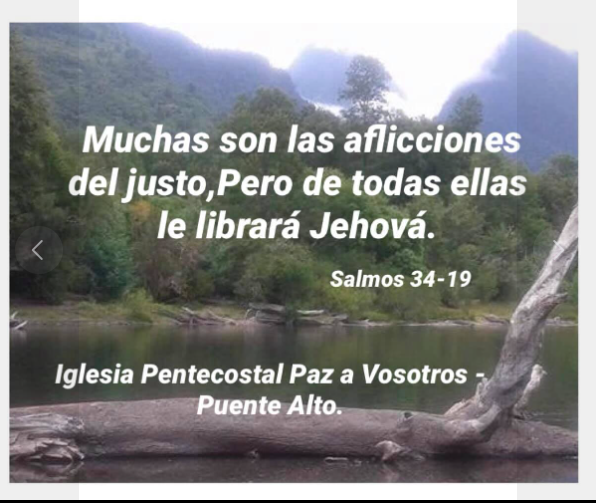 Muchas son las aflicciones
del justo,Pero de todas ellas
le librará Jehová.
Salmos 34-19
Iglesia Pentecostal Paz a Vosotros -
Puente Alto.